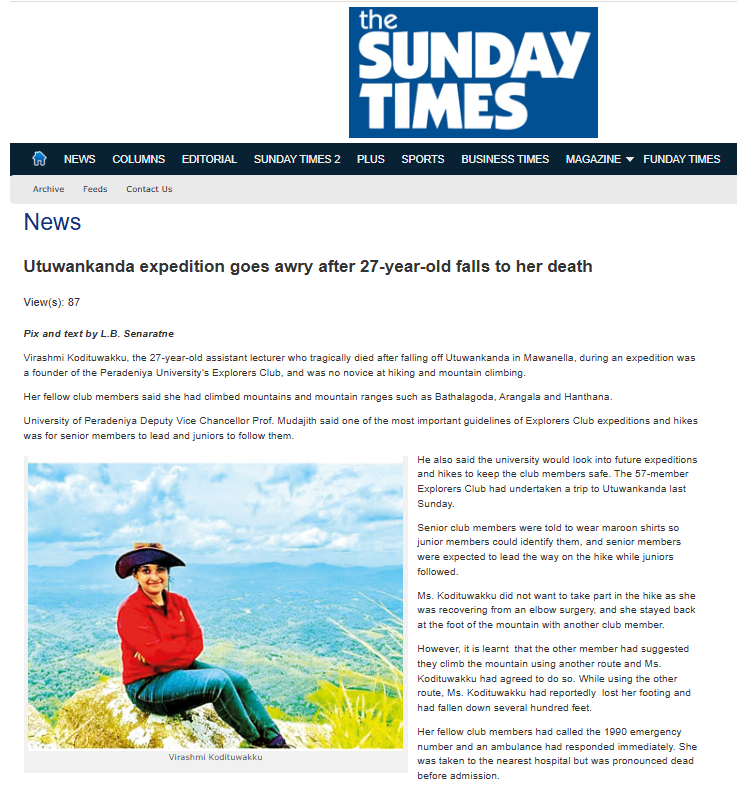 the
SUNDAY
TIMES
NEWS COLUMNS EDITORIAL SUNDAY TIMES 2 PLUS SPORTS BUSINESS TIMES MAGAZINE FUNDAY TIMES
Archive Feeds Contact Us
News
Utuwankanda expedition goes awry after 27-year-old falls to her death
View(s): 87
Pix and text by L.B. Senaratne
Virashmi Kodituwakku, the 27-year-old assistant lecturer who tragically died after falling off Utuwankanda in Mawanella, during an expedition was
a founder of the Peradeniya University's Explorers Club, and was no novice at hiking and mountain climbing.
Her fellow club members said she had climbed mountains and mountain ranges such as Bathalagoda, Arangala and Hanthana.
University of Peradeniya Deputy Vice Chancellor Prof. Mudajith said one of the most important guidelines of Explorers Club expeditions and hikes
was for senior members to lead and juniors to follow them.
He also said the university would look into future expeditions
and hikes to keep the club members safe. The 57-member
Explorers Club had undertaken a trip to Utuwankanda last
Sunday.
Senior club members were told to wear maroon shirts so
junior members could identify them, and senior members
were expected to lead the way on the hike while juniors
followed.
Ms. Kodituwakku did not want to take part in the hike as she
was recovering from an elbow surgery, and she stayed back
at the foot of the mountain with another club member.
However, it is learnt that the other member had suggested
they climb the mountain using another route and Ms.
Kodituwakku had agreed to do so. While using the other
route, Ms. Kodituwakku had reportedly lost her footing and
had fallen down several hundred feet.
Her fellow club members had called the 1990 emergency
number and an ambulance had responded immediately. She
was taken to the nearest hospital but was pronounced dead
before admission.
Virashmi Kodituwakku